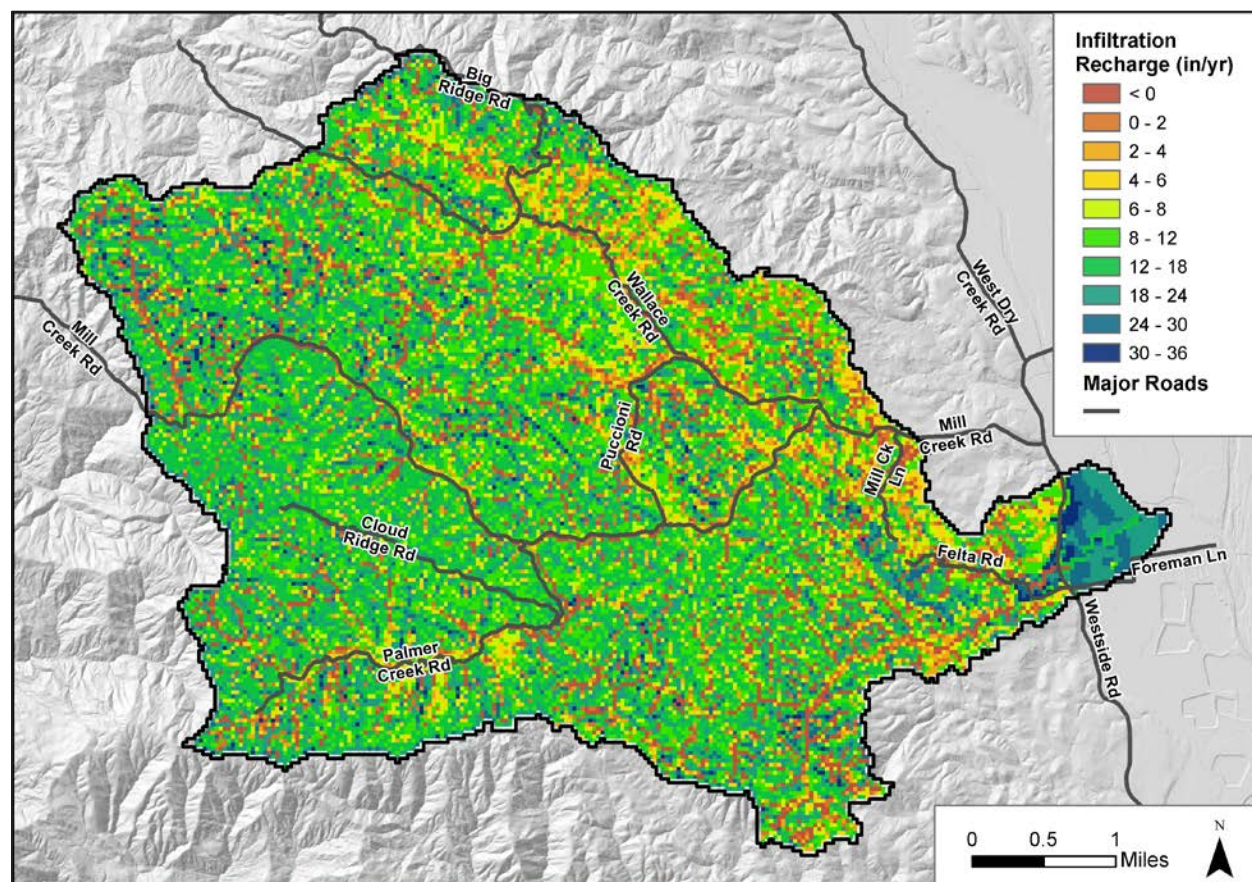 Big
Ridge Rd
Infiltration
Recharge (in/yr)
< 0
0 - 2
2 - 4
4 - 6
6 - 8
8 - 12
12 - 18
18 - 24
24 - 30
30 - 36
Major Roads
West Dry
Creek Rd
Wallace
Creek Rd
Mill
Creek Rd
Puccioni
Rd
Mill Ck
Ln
Mill
Creek Rd
Cloud
Ridge Rd
Felta Rd
Foreman Ln
Westside Rd
Palmer
Creek Rd
0 0.5 1
Miles
N